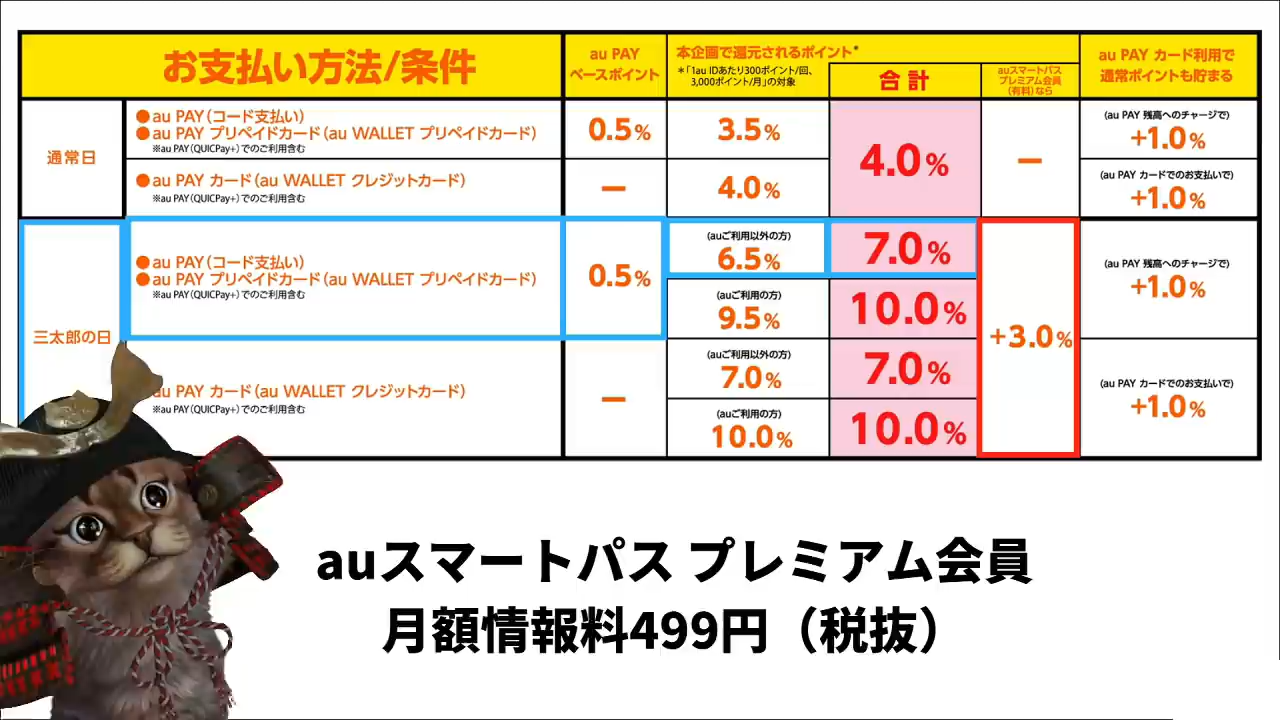 お支払い方法/条件
au PAY
ベースポイント
本企画で還元されるポイント*
*「1au IDあたり300ポイント/回、
3,000ポイント/月」の対象
合計
auスマートパス
プレミアム会員
(有料)なら
au PAY カード利用で
通常ポイントも貯まる
通常日
●au PAY(コード支払い)
●au PAY プリペイドカード(au WALLET プリペイドカード)
※au PAY(QUICPay+)でのご利用含む
0.5%
3.5%
4.0%
ー
(au PAY 残高へのチャージで)
+1.0%
●au PAY カード(au WALLET クレジットカード)
※au PAY(QUICPay+)でのご利用含む
ー
4.0%
(au PAY カードでのお支払いで)
+1.0%
三太郎の日
●au PAY(コード支払い)
●au PAY プリペイドカード(au WALLET プリペイドカード)
※au PAY(QUICPay+)でのご利用含む
0.5%
(auご利用以外の方)
6.5%
7.0%
(auご利用の方)
9.5%
10.0%
+3.0%
(au PAY 残高へのチャージで)
+1.0%
au PAY カード(au WALLET クレジットカード)
※au PAY(QUICPay+)でのご利用含む
ー
(auご利用以外の方)
7.0%
7.0%
(auご利用の方)
10.0%
10.0%
(au PAY カードでのお支払いで)
+1.0%
auスマートパス プレミアム会員
月額情報料499円（税抜）